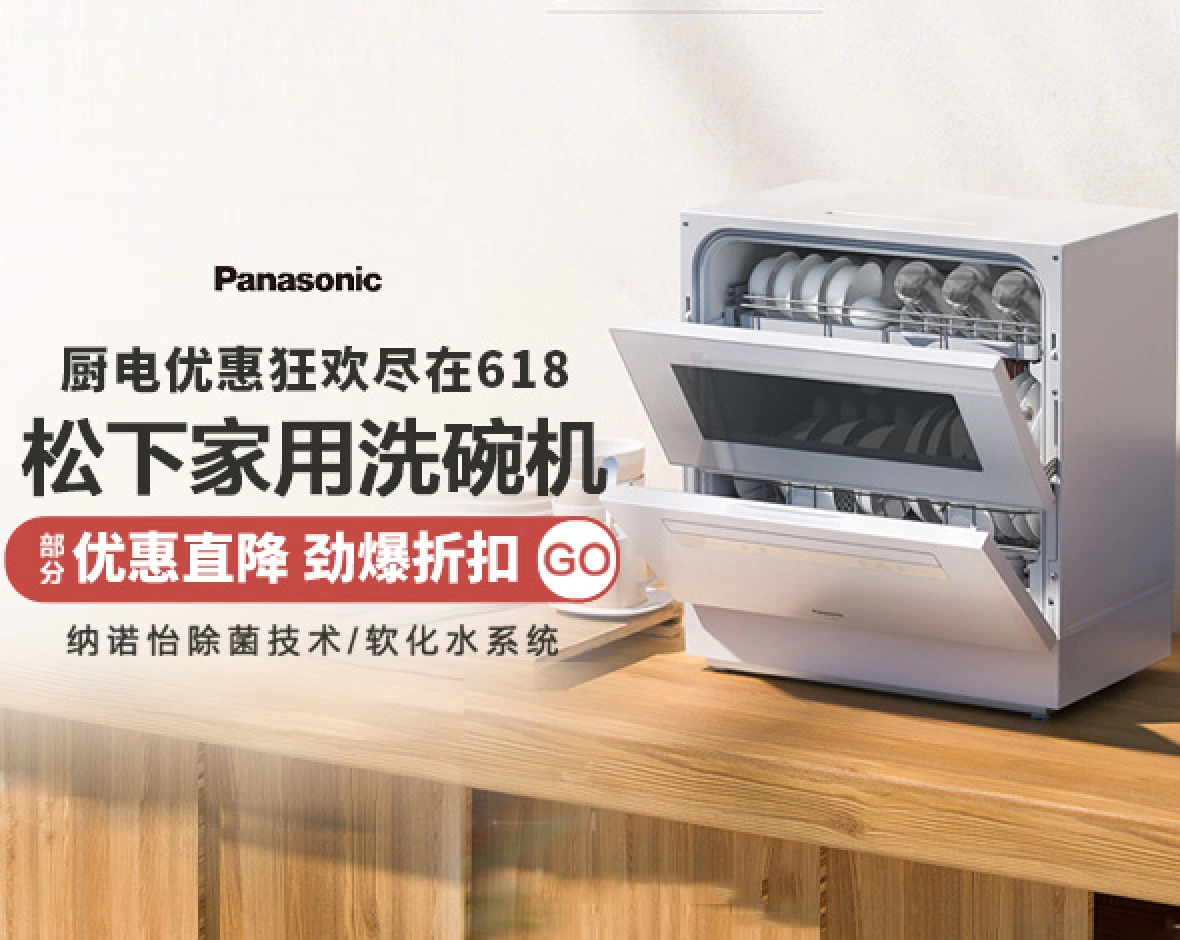 Panasonic
厨电优惠狂欢尽在618
松下家用洗碗机
部分 优惠直降 劲爆折扣 GO
纳诺怡除菌技术/软化水系统
Panasonic